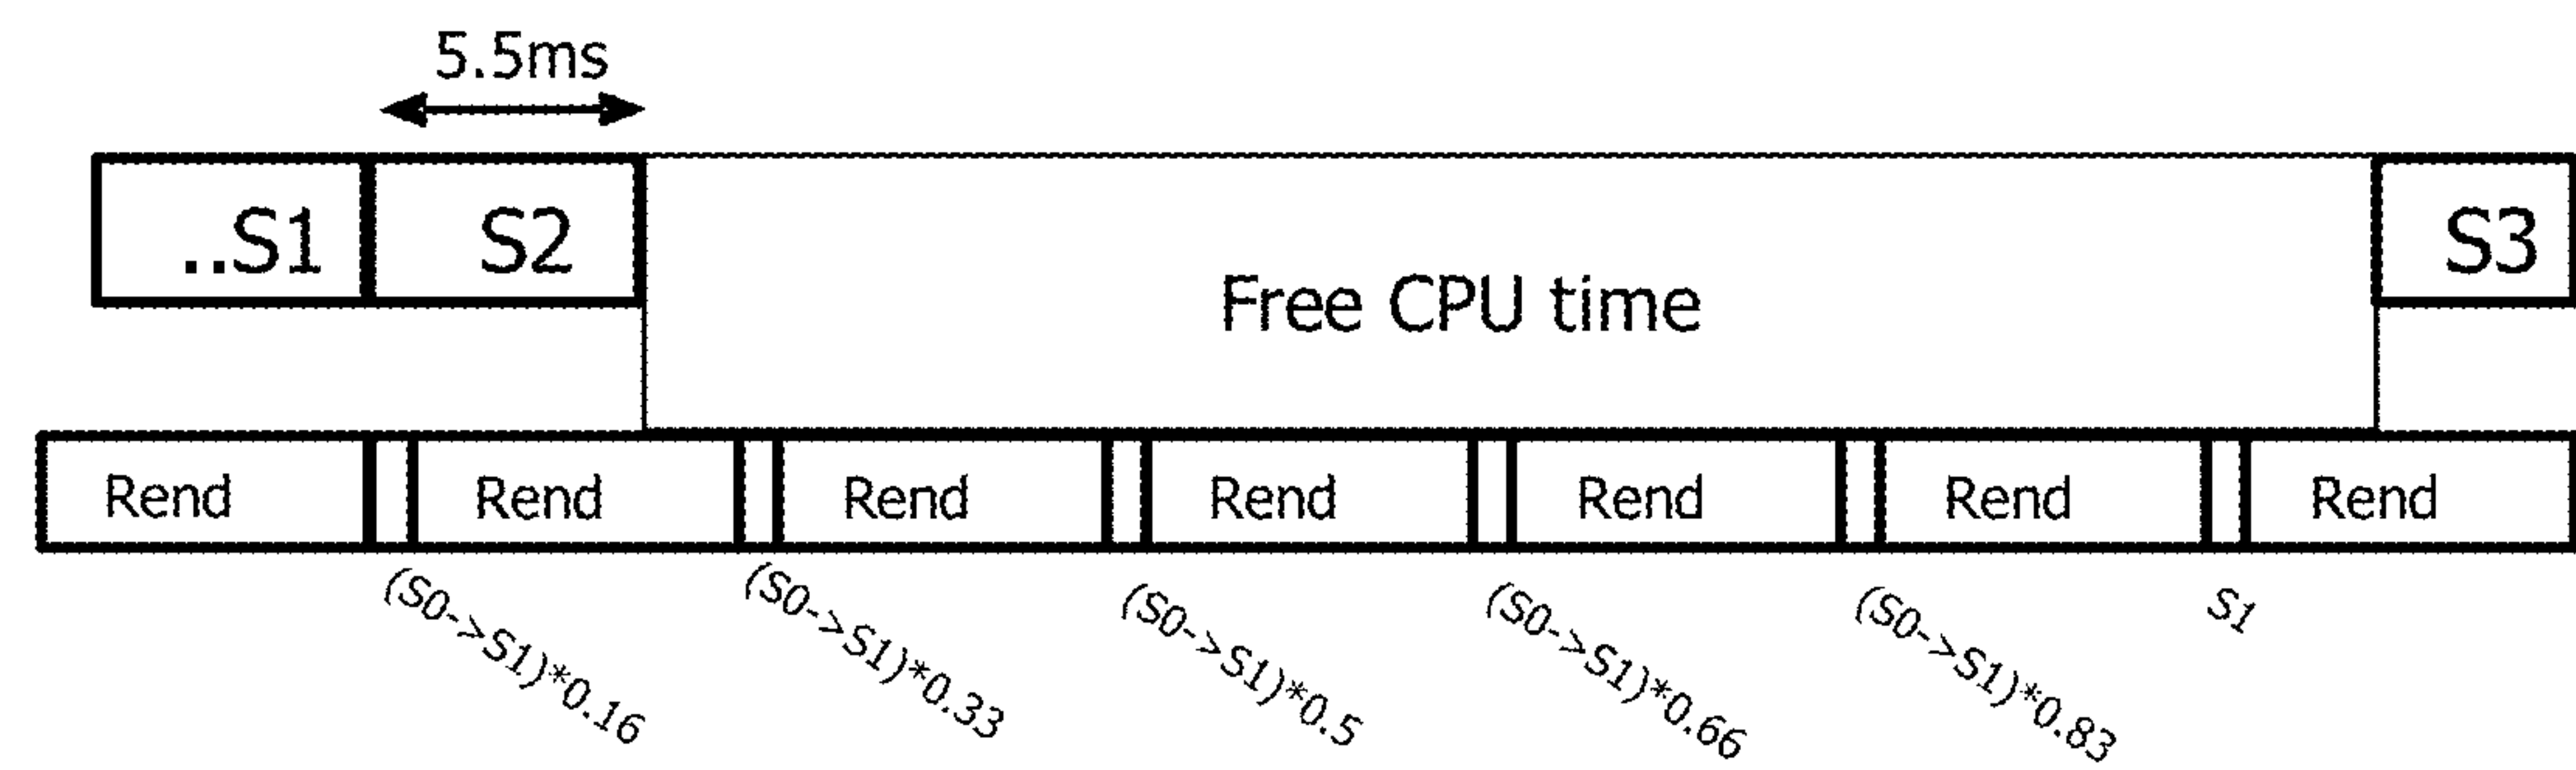 5.5ms
..S1
S2
Free CPU time
S3
Rend
Rend
Rend
Rend
Rend
Rend
Rend
(S0->S1)*0.16
(S0->S1)*0.33
(S0->S1)*0.5
(S0->S1)*0.66
(S0->S1)*0.83
S1